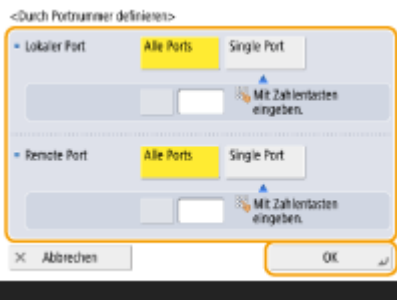 <Durch Portnummer definieren>
Lokaler Port Alle Ports Single Port
Mit Zahlentasten
eingeben.
Remote Port Alle Ports Single Port
Mit Zahlentasten
eingeben.
× Abbrechen OK